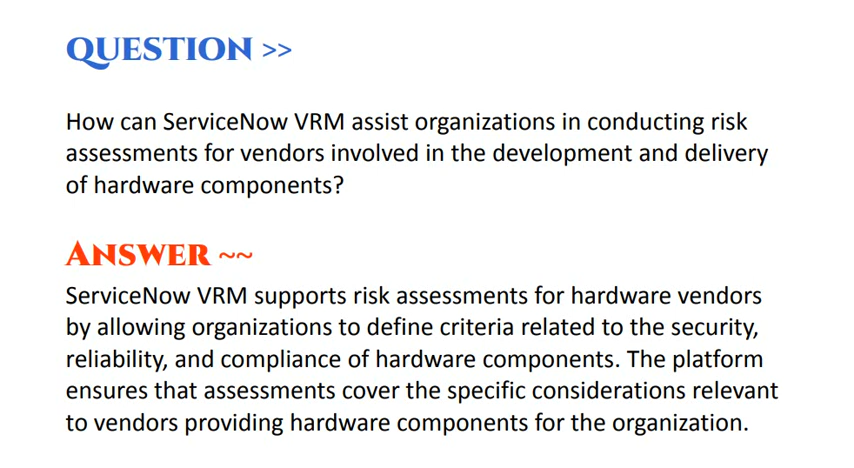 QUESTION >>
How can ServiceNow VRM assist organizations in conducting risk
assessments for vendors involved in the development and delivery
of hardware components?
ANSWER ~~
ServiceNow VRM supports risk assessments for hardware vendors
by allowing organizations to define criteria related to the security,
reliability, and compliance of hardware components. The platform
ensures that assessments cover the specific considerations relevant
to vendors providing hardware components for the organization.